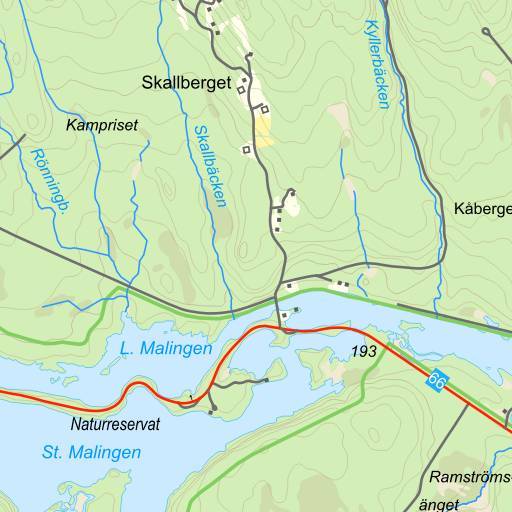 Kyllerbäcken
Skallberget
Kampriset
Skallbäcken
Rönningb.
Kåberge
L. Malingen
193
66
Naturreservat
St. Malingen
Ramströms-
änget